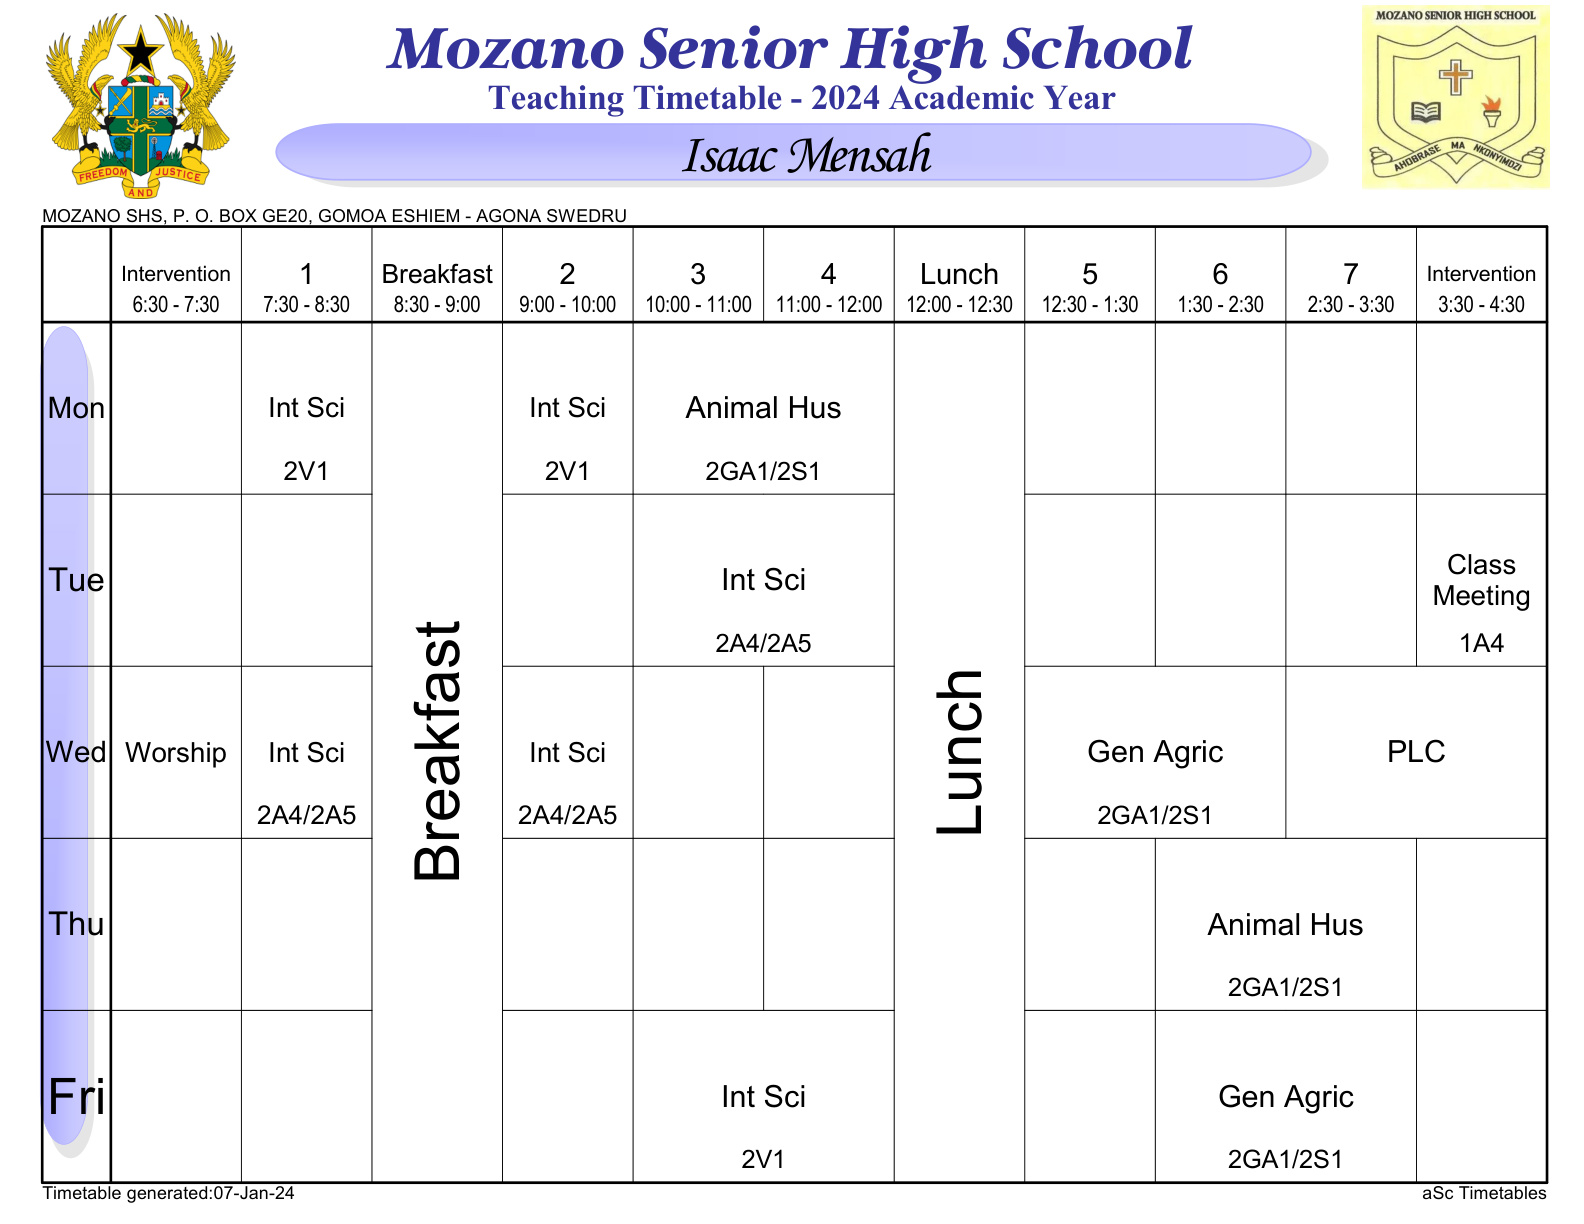 Mozano Senior High School
Teaching Timetable - 2024 Academic Year
Isaac Mensah
FREEDOM AND JUSTICE
MOZANO SENIOR HIGH SCHOOL
AHOBRASE MA NKONYIMDZI
MOZANO SHS, P. O. BOX GE20, GOMOA ESHIEM - AGONA SWEDRU
Intervention 1 Breakfast 2 3 4 Lunch 5 6 7 Intervention
6:30 - 7:30 7:30 - 8:30 8:30 - 9:00 9:00 - 10:00 10:00 - 11:00 11:00 - 12:00 12:00 - 12:30 12:30 - 1:30 1:30 - 2:30 2:30 - 3:30 3:30 - 4:30
Mon Int Sci Int Sci Animal Hus
2V1 2V1 2GA1/2S1
Tue Int Sci Class Meeting
2A4/2A5 1A4
Breakfast
Lunch
Wed Worship Int Sci Int Sci Gen Agric PLC
2A4/2A5 2A4/2A5 2GA1/2S1
Thu Animal Hus
2GA1/2S1
Fri Int Sci Gen Agric
2V1 2GA1/2S1
Timetable generated:07-Jan-24 aSc Timetables